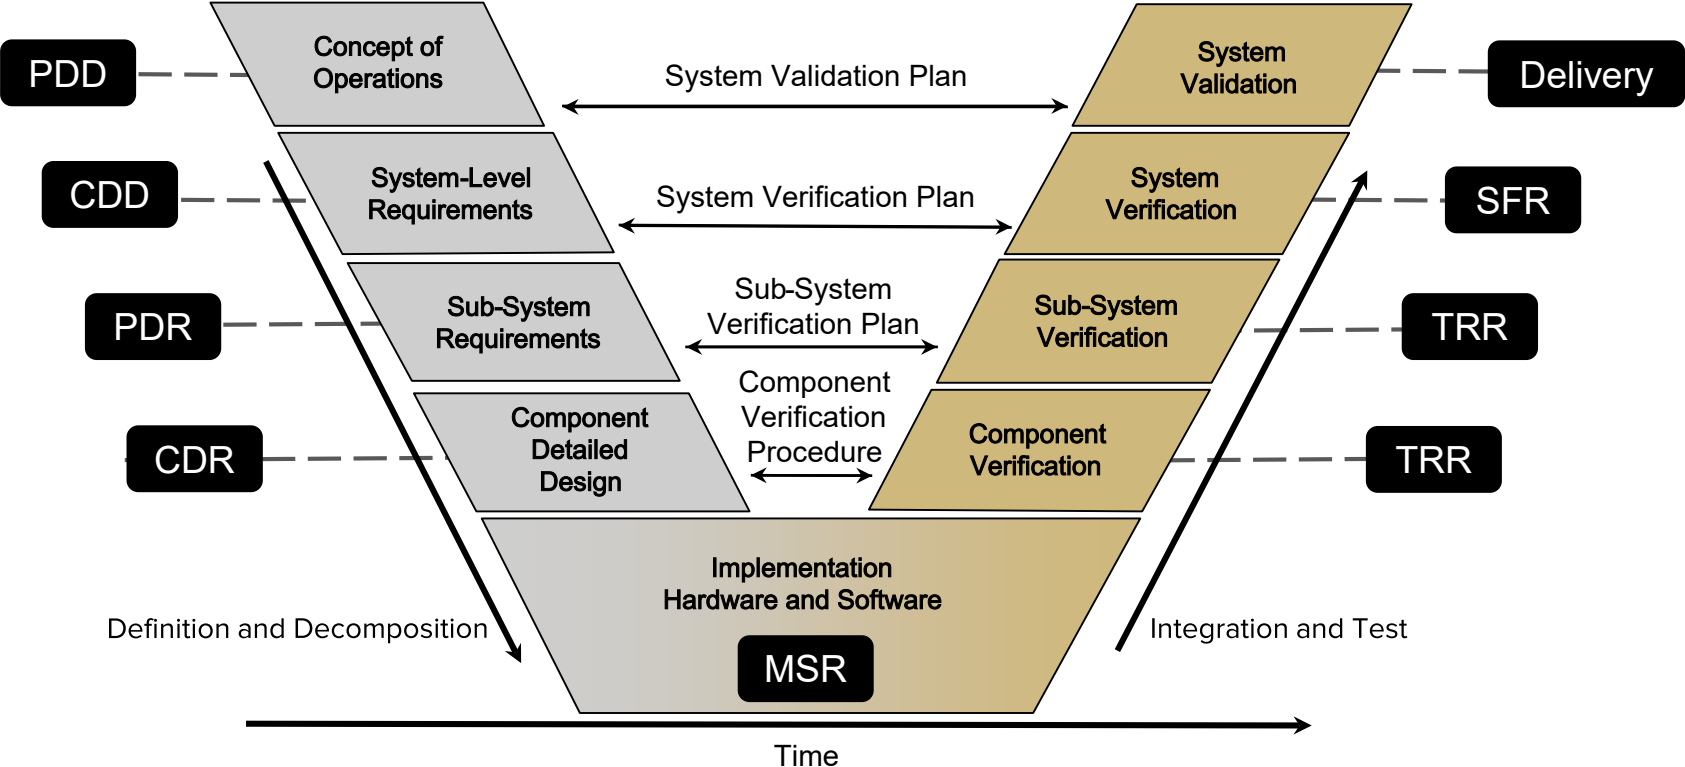 PDD
Concept of
Operations
System Validation Plan
System
Validation
Delivery
CDD
System-Level
Requirements
System Verification Plan
System
Verification
SFR
PDR
Sub-System
Requirements
Sub-System
Verification Plan
Sub-System
Verification
TRR
CDR
Component
Detailed
Design
Component
Verification
Procedure
Component
Verification
TRR
Implementation
Hardware and Software
MSR
Definition and Decomposition
Integration and Test
Time